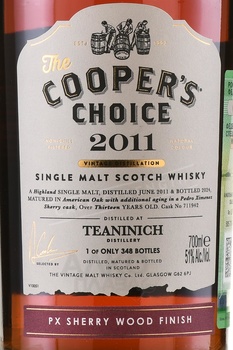 The
COOPER'S
CHOICE
2011
VINTAGE DISTILLATION
SINGLE MALT SCOTCH WHISKY
A Highland SINGLE MALT, DISTILLED JUNE 2011 & BOTTLED 2024,
MATURED IN American Oak with additional aging in a Pedro Ximenez
Sherry cask, Over Thirteen YEARS OLD. Cask No 711942
DISTILLED AT
TEANINICH
DISTILLERY
1 or ONLY 348 BOTTLES
SELECTED BY
DISTILLED, MATURED & BOTTLED
IN SCOTLAND
THE VINTAGE MALT WHISKY Co. Ltd. GLASGOW G62 6PJ
700ml e
51% Alc./Vol.
PX SHERRY WOOD FINISH